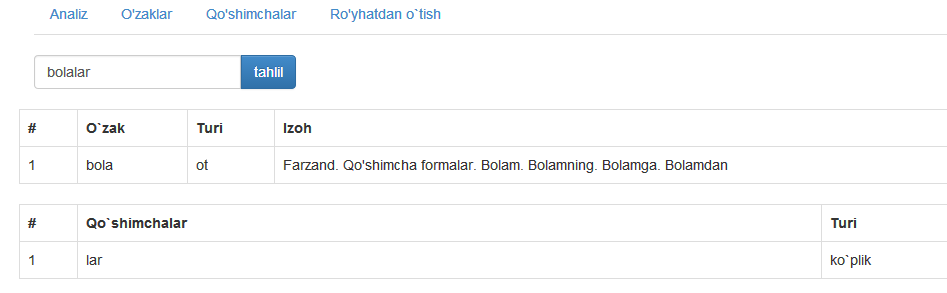 Analiz O'zaklar Qo'shimchalar Ro'yhatdan o`tish
bolalar tahlil
# O`zak Turi Izoh
1 bola ot Farzand. Qo'shimcha formalar. Bolam. Bolamning. Bolamga. Bolamdan
# Qo`shimchalar Turi
1 lar ko`plik